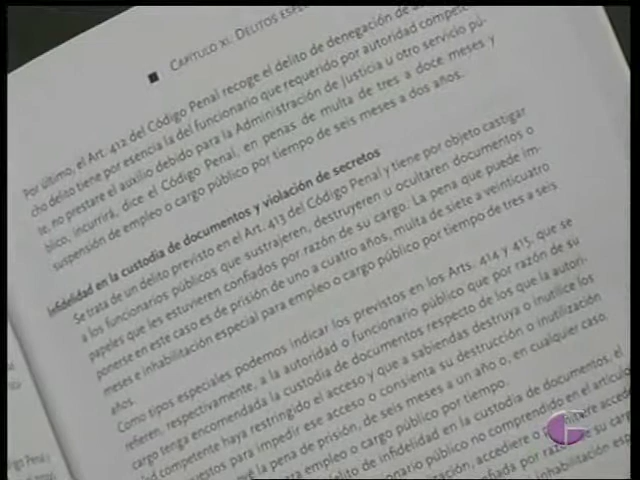 CAPÍTULO XI. DELITOS
Por último, el Art. 412 del Código Penal recoge el delito de denegación de
cho delito tiene por esencia la del funcionario que requerido por autoridad
te, no prestare el auxilio debido para la Administración de Justicia u otro servicio pú-
blico, incurrirá, dice el Código Penal, en penas de multa de tres a doce meses y
suspensión de empleo o cargo público por tiempo de seis meses a dos años.
Infidelidad en la custodia de documentos y violación de secretos
Se trata de un delito previsto en el Art. 413 del Código Penal y tiene por objeto castigar
a los funcionarios públicos que sustrajeren, destruyeren u ocultaren documentos o
papeles que les estuvieren confiados por razón de su cargo. La pena que puede im-
ponerse en este caso es de prisión de uno a cuatro años, multa de siete a veinticuatro
meses e inhabilitación especial para empleo o cargo público por tiempo de tres a seis
años.
Como tipos especiales podemos indicar los previstos en los Arts. 414 y 415, que se
refieren, respectivamente, a la autoridad o funcionario público que por razón de su
cargo tenga encomendada la custodia de documentos respecto de los que la autori-
competente haya restringido el acceso y que a sabiendas destruya o inutilice los
para impedir ese acceso o consienta su destrucción o inutilización
la pena de prisión, de seis meses a un año o, en cualquier caso,
empleo o cargo público por tiempo.
de infidelidad en la custodia de documentos, el
público no comprendido en el artículo
accediere o
por razón de su